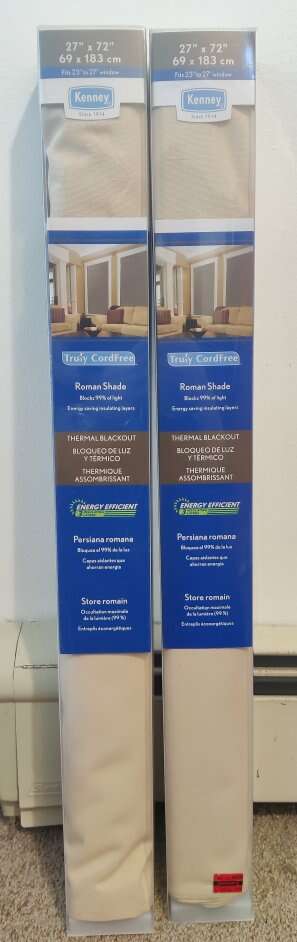 27" x 72"
69 x 183 cm
Fits 23" to 27" window
Kenney
Since 1914
Truly CordFree
Roman Shade
Blocks 99% of light
Energy saving insulating layers
THERMAL BLACKOUT
BLOQUEO DE LUZ
Y TÉRMICO
THERMIQUE
ASSOMBRISSANT
ENERGY EFFICIENT
Persiana romana
Bloquea el 99% de la luz
Capas aislantes que
ahorran energía
Store romain
Occultation maximale
de la lumière (99 %)
Entreplis éconergétiques
27" x 72"
69 x 183 cm
Fits 23" to 27" window
Kenney
Since 1914
Truly CordFree
Roman Shade
Blocks 99% of light
Energy saving insulating layers
THERMAL BLACKOUT
BLOQUEO DE LUZ
Y TÉRMICO
THERMIQUE
ASSOMBRISSANT
ENERGY EFFICIENT
Persiana romana
Bloquea el 99% de la luz
Capas aislantes que
ahorran energía
Store romain
Occultation maximale
de la lumière (99 %)
Entreplis éconergétiques